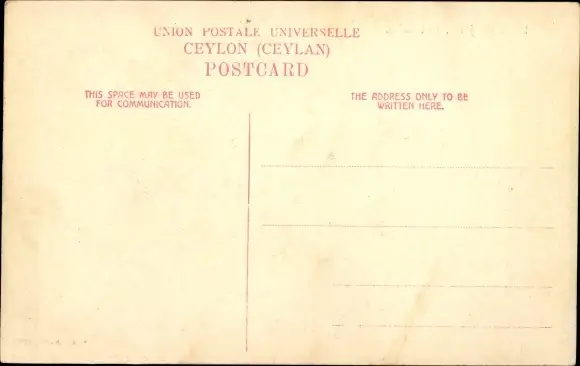 UNION POSTALE UNIVERSELLE
CEYLON (CEYLAN)
POSTCARD
THIS SPACE MAY BE USED
FOR COMMUNICATION.
THE ADDRESS ONLY TO BE
WRITTEN HERE.